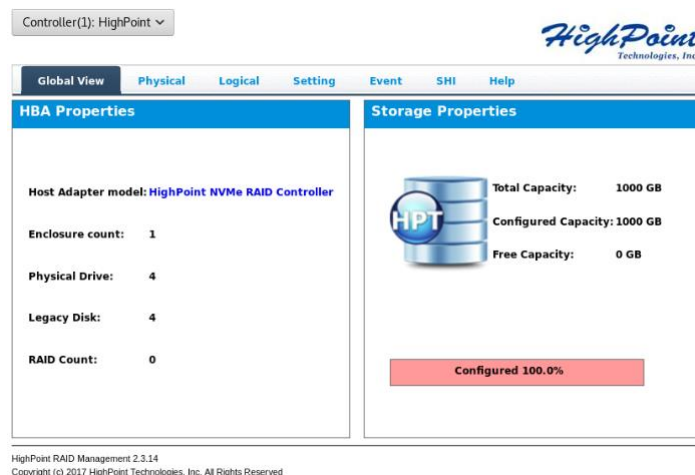 Controller(1): HighPoint
HighPoint
Technologies, Inc
Global View Physical Logical Setting Event SHI Help
HBA Properties
Host Adapter model: HighPoint NVMe RAID Controller
Enclosure count: 1
Physical Drive: 4
Legacy Disk: 4
RAID Count: 0
Storage Properties
HPT
Total Capacity: 1000 GB
Configured Capacity: 1000 GB
Free Capacity: 0 GB
Configured 100.0%
HighPoint RAID Management 2.3.14
Copyright (c) 2017 HighPoint Technologies, Inc. All Rights Reserved